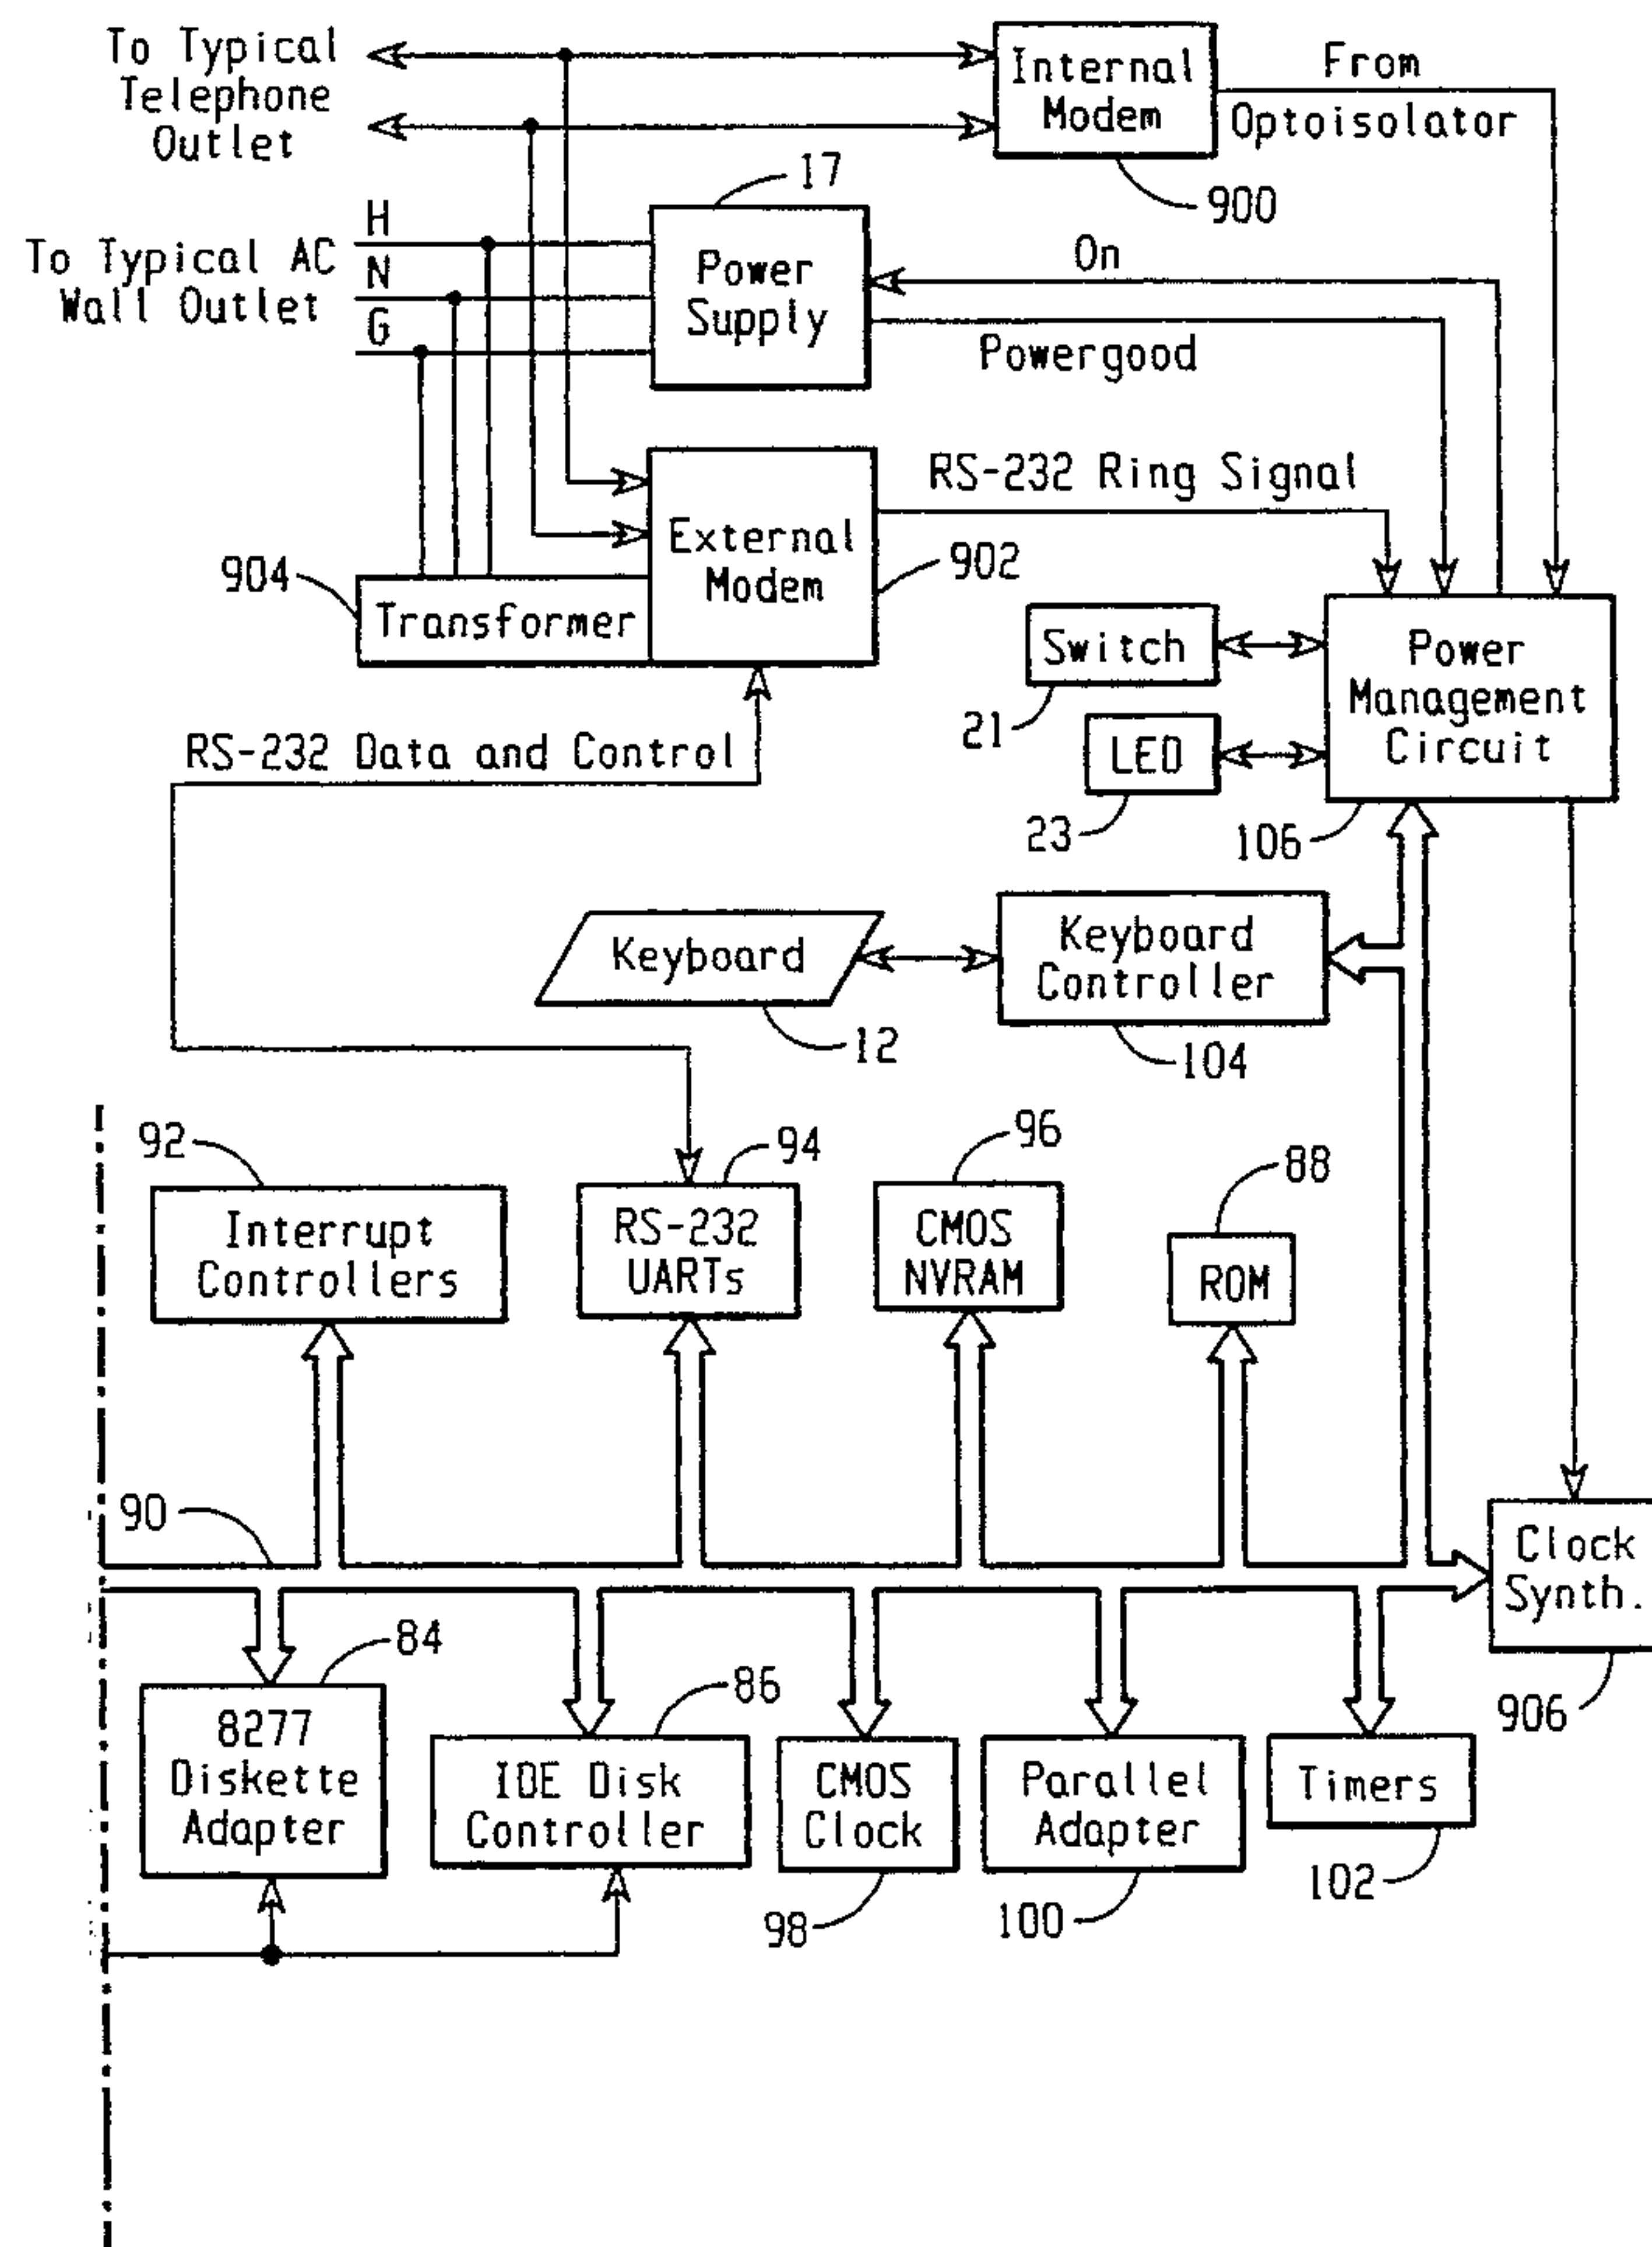 To Typical
Telephone
Outlet
Internal
Modem
From
Optoisolator
900
17
H
N
G
To Typical AC
Wall Outlet
Power
Supply
On
Powergood
RS-232 Ring Signal
External
Modem
902
904
Transformer
Switch
21
LED
23
Power
Management
Circuit
106
RS-232 Data and Control
Keyboard
12
Keyboard
Controller
104
92
Interrupt
Controllers
94
RS-232
UARTs
96
CMOS
NVRAM
88
ROM
90
Clock
Synth.
906
84
8277
Diskette
Adapter
86
IDE Disk
Controller
CMOS
Clock
98
Parallel
Adapter
100
Timers
102